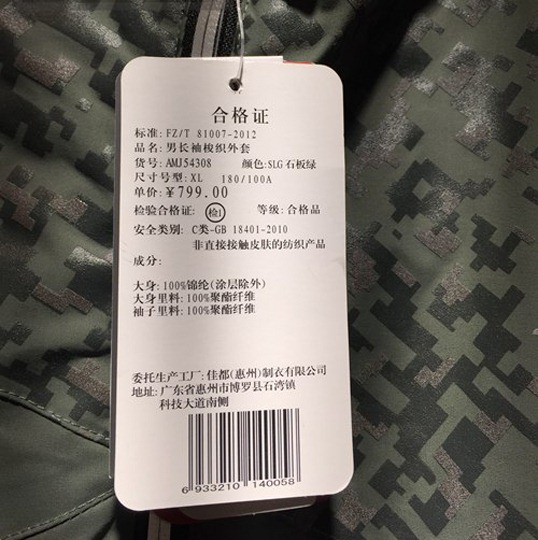 合格证
标准: FZ/T 81007-2012
品名: 男长袖梭织外套
货号: AMJ54308 颜色:SLG 石板绿
尺寸号型:XL 180/100A
单价:¥799.00
检验合格证: 检1 等级:合格品
安全类别: C类-GB 18401-2010
非直接接触皮肤的纺织产品
成分:
大身:100%锦纶(涂层除外)
大身里料:100%聚酯纤维
袖子里料:100%聚酯纤维
委托生产工厂:佳都(惠州)制衣有限公司
地址:广东省惠州市博罗县石湾镇
科技大道南侧
6 933210 140058